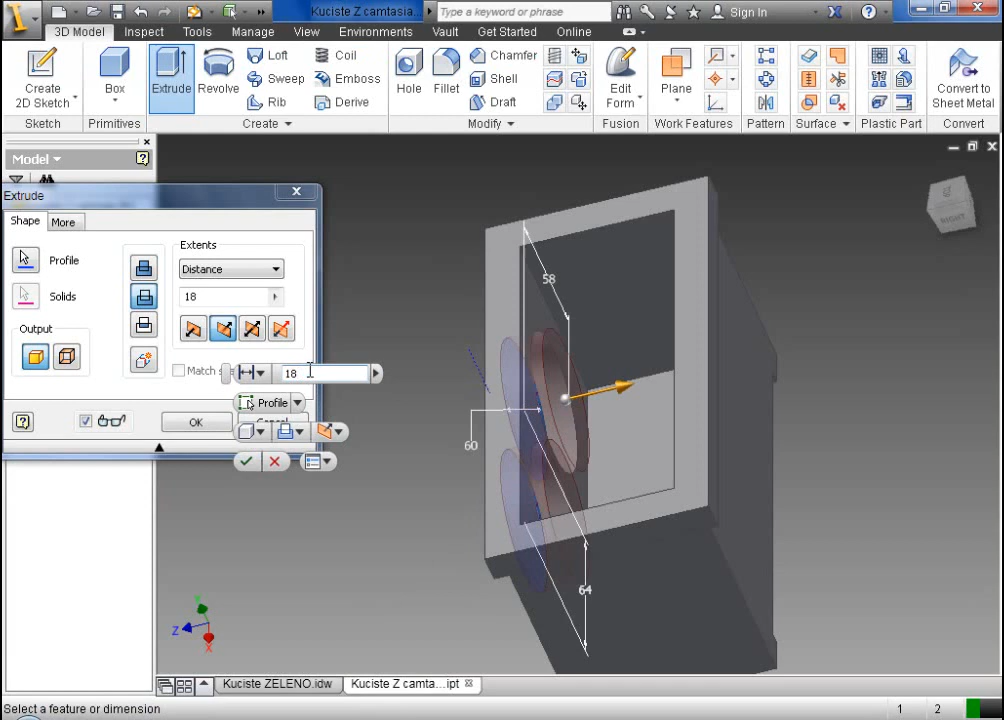 Kuciste Z camtasia...
Type a keyword or phrase
Sign In
3D Model
Inspect
Tools
Manage
View
Environments
Vault
Get Started
Online
Create
2D Sketch
Box
Extrude
Revolve
Loft
Sweep
Rib
Coil
Emboss
Derive
Hole
Fillet
Chamfer
Shell
Draft
Edit
Form
Plane
Convert to
Sheet Metal
Sketch
Primitives
Create
Modify
Fusion
Work Features
Pattern
Surface
Plastic Part
Convert
Model
Extrude
Shape
More
Profile
Solids
Output
Extents
Distance
18
Match
18
Profile
OK
58
60
64
RIGHT
Z
X
Kuciste ZELENO.idw
Kuciste Z camta...ipt
Select a feature or dimension
1
2